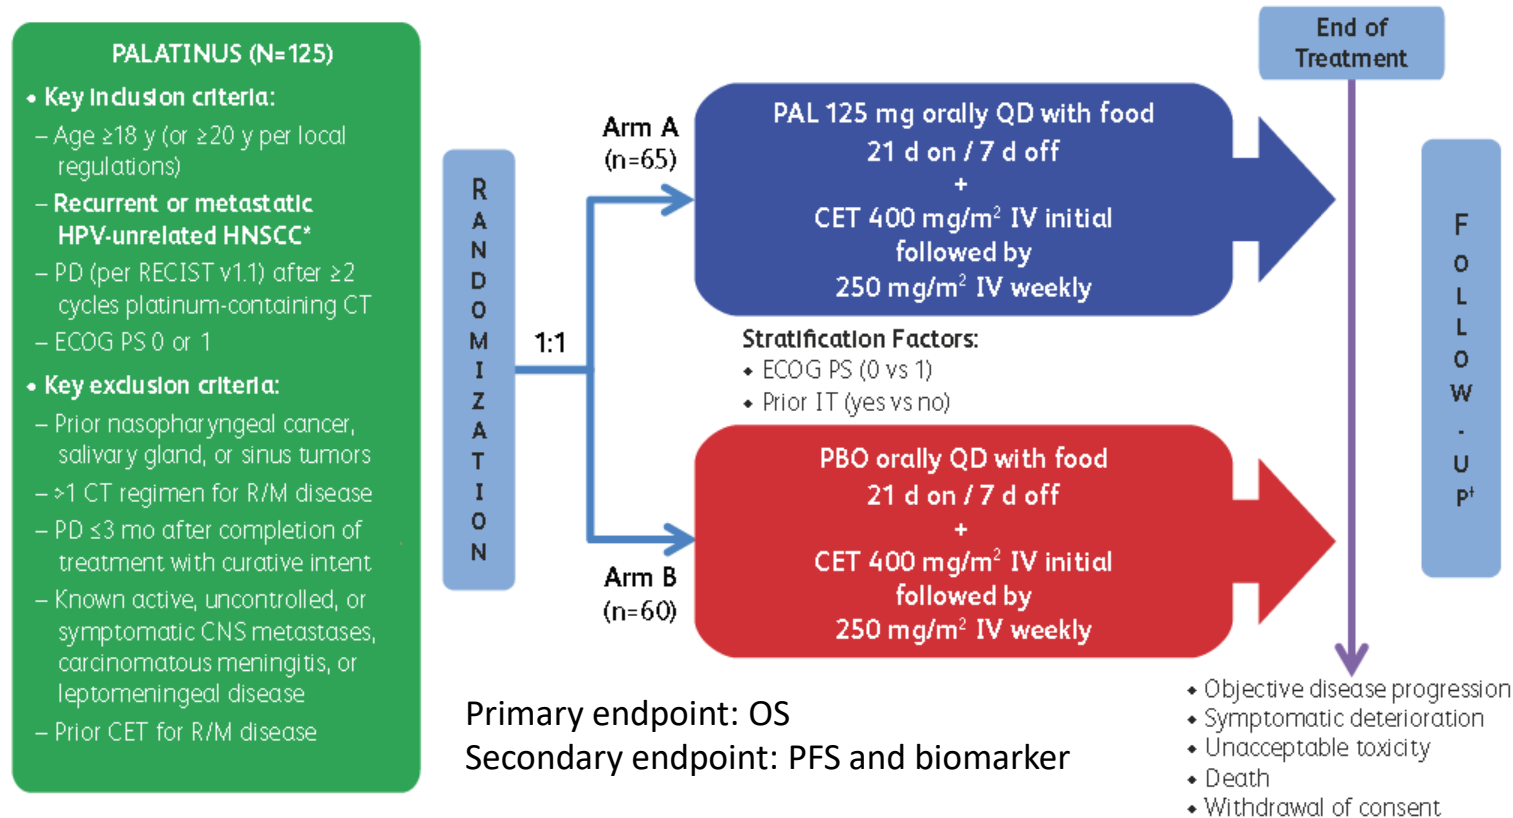 PALATINUS (N=125)
• Key inclusion criteria:
– Age ≥18 y (or ≥20 y per local
regulations)
– Recurrent or metastatic
HPV-unrelated HNSCC*
– PD (per RECIST v1.1) after ≥2
cycles platinum-containing CT
– ECOG PS 0 or 1
• Key exclusion criteria:
– Prior nasopharyngeal cancer,
salivary gland, or sinus tumors
– >1 CT regimen for R/M disease
– PD ≤3 mo after completion of
treatment with curative intent
– Known active, uncontrolled, or
symptomatic CNS metastases,
carcinomatous meningitis, or
leptomeningeal disease
– Prior CET for R/M disease
RANDOMIZATION
1:1
Arm A
(n=65)
PAL 125 mg orally QD with food
21 d on / 7 d off
+
CET 400 mg/m² IV initial
followed by
250 mg/m² IV weekly
Stratification Factors:
◆ ECOG PS (0 vs 1)
◆ Prior IT (yes vs no)
Arm B
(n=60)
PBO orally QD with food
21 d on / 7 d off
+
CET 400 mg/m² IV initial
followed by
250 mg/m² IV weekly
Primary endpoint: OS
Secondary endpoint: PFS and biomarker
End of
Treatment
◆ Objective disease progression
◆ Symptomatic deterioration
◆ Unacceptable toxicity
◆ Death
◆ Withdrawal of consent
FOLLOW-UP†